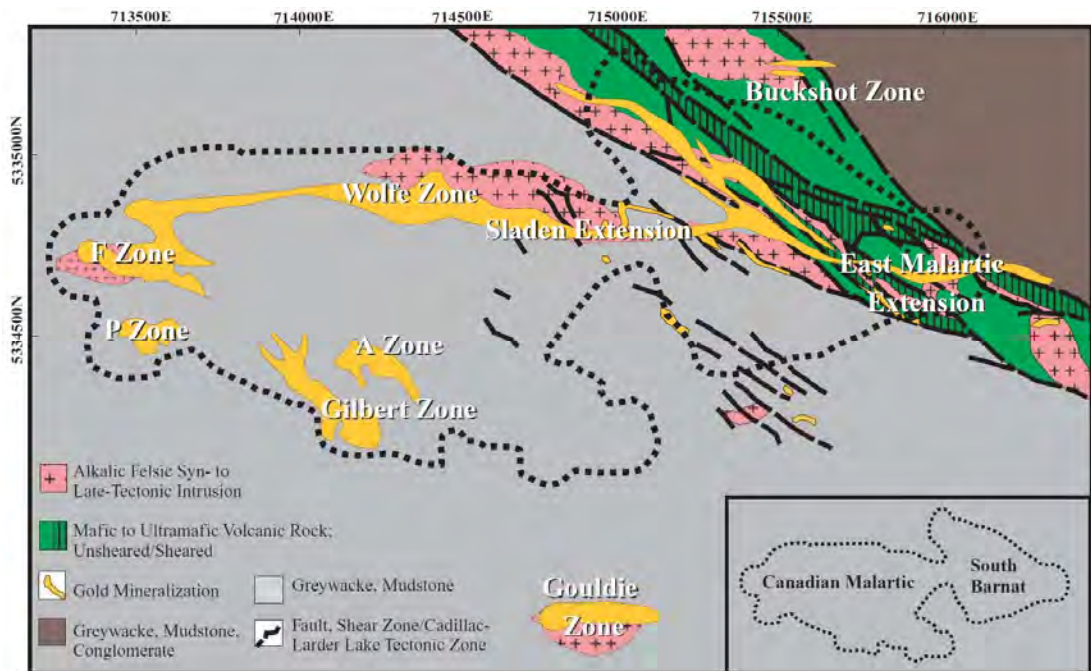 713500E 714000E 714500E 715000E 715500E 716000E
5335000N
5334500N
Buckshot Zone
Wolfe Zone
Sladen Extension
F Zone
East Malartic
Extension
P Zone
A Zone
Gilbert Zone
Alkalic Felsic Syn- to
Late-Tectonic Intrusion
Mafic to Ultramafic Volcanic Rock;
Unsheared/Sheared
Gold Mineralization
Greywacke, Mudstone,
Conglomerate
Greywacke, Mudstone
Fault, Shear Zone/Cadillac-
Larder Lake Tectonic Zone
Gouldie
Zone
Canadian Malartic
South
Barnat